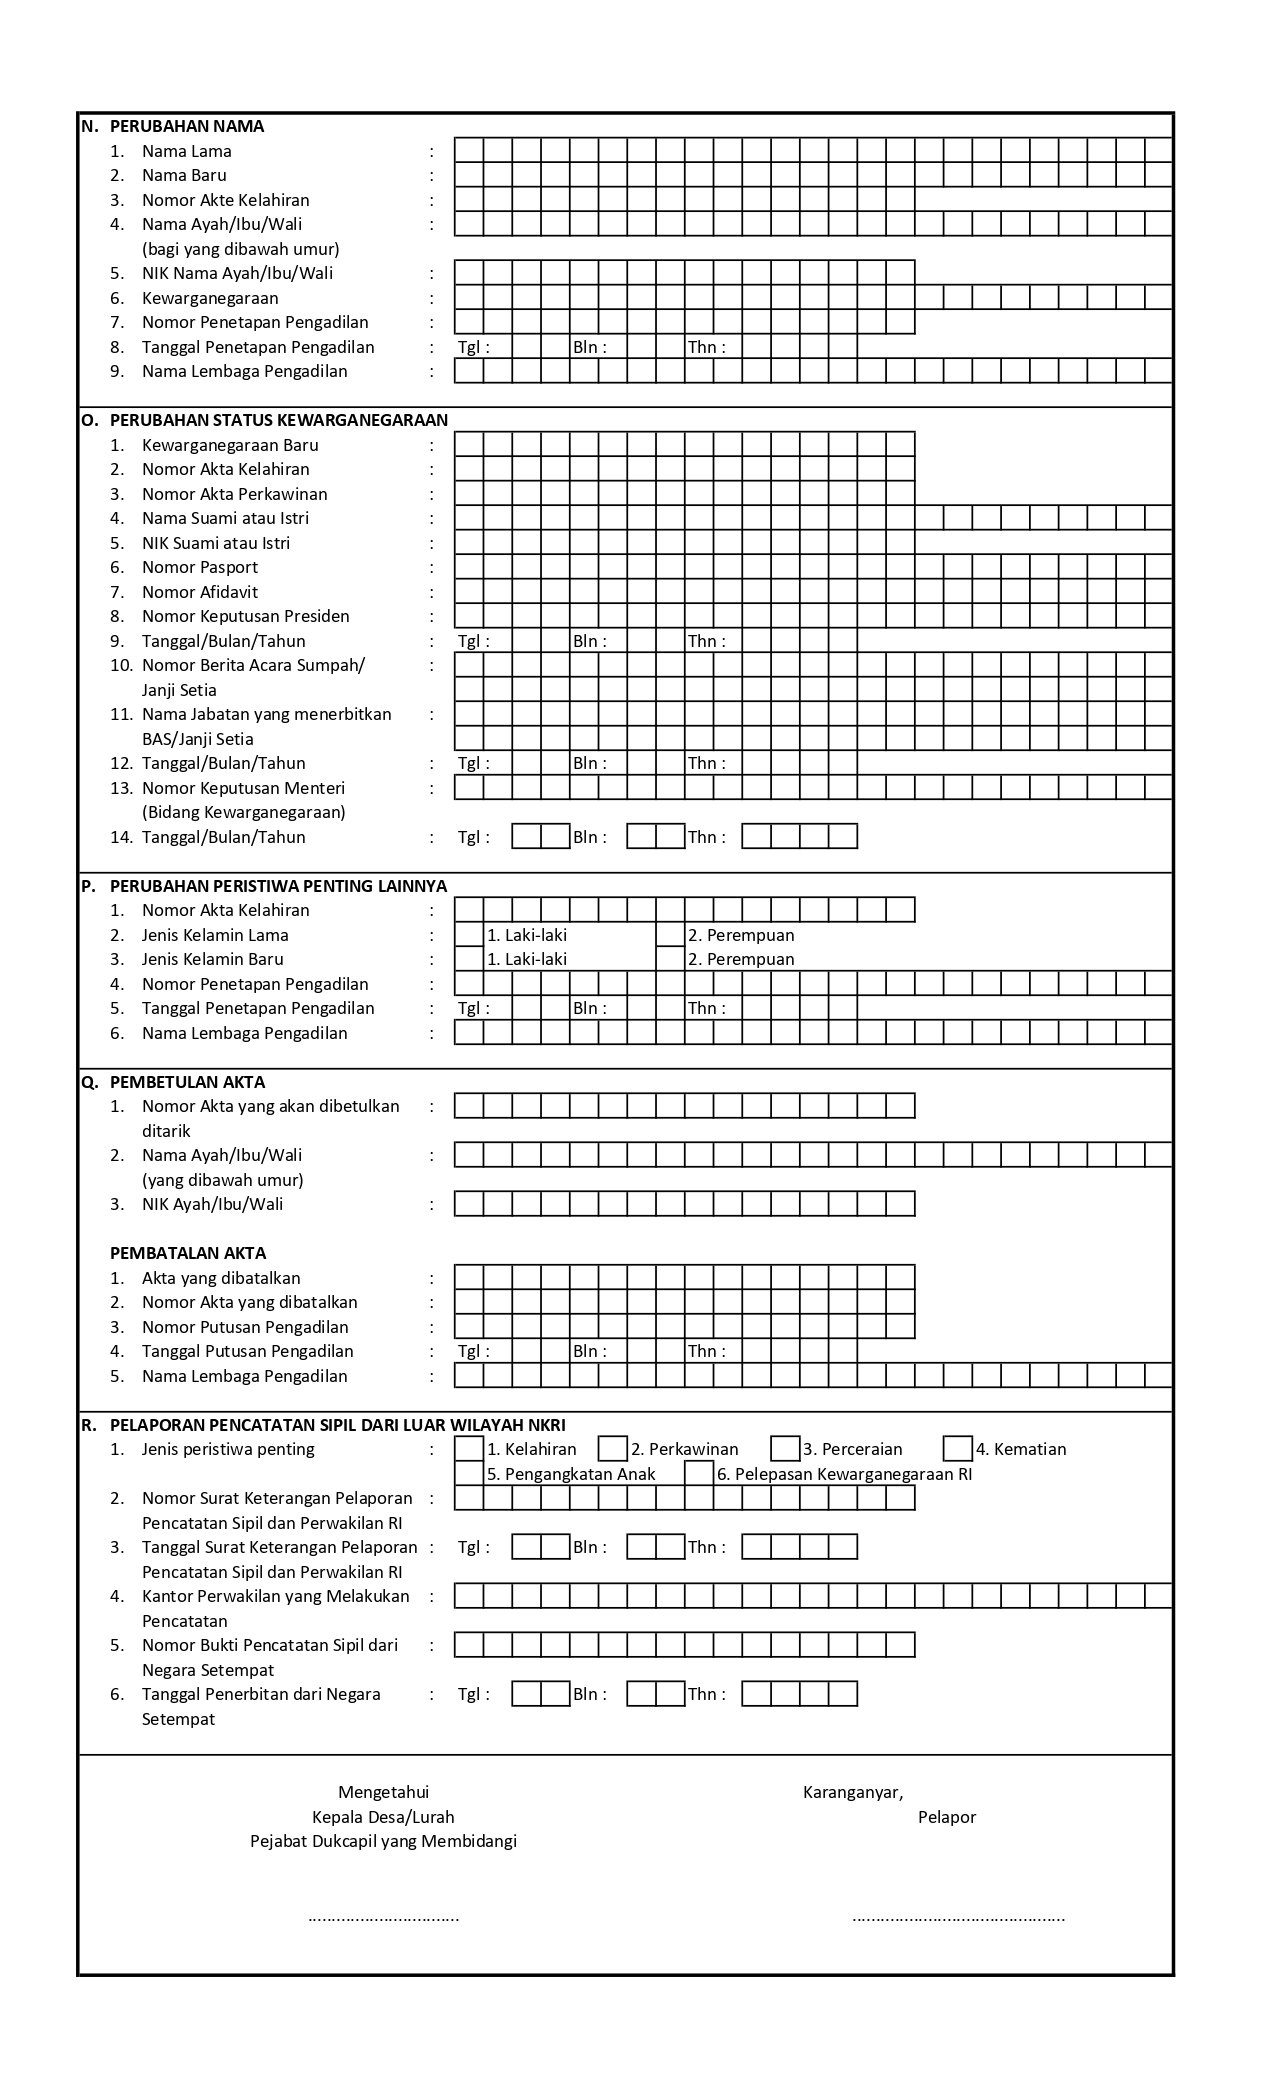 N. PERUBAHAN NAMA
1. Nama Lama :
2. Nama Baru :
3. Nomor Akte Kelahiran :
4. Nama Ayah/Ibu/Wali :
(bagi yang dibawah umur)
5. NIK Nama Ayah/Ibu/Wali :
6. Kewarganegaraan :
7. Nomor Penetapan Pengadilan :
8. Tanggal Penetapan Pengadilan : Tgl : Bln : Thn :
9. Nama Lembaga Pengadilan :
O. PERUBAHAN STATUS KEWARGANEGARAAN
1. Kewarganegaraan Baru :
2. Nomor Akta Kelahiran :
3. Nomor Akta Perkawinan :
4. Nama Suami atau Istri :
5. NIK Suami atau Istri :
6. Nomor Pasport :
7. Nomor Afidavit :
8. Nomor Keputusan Presiden :
9. Tanggal/Bulan/Tahun : Tgl : Bln : Thn :
10. Nomor Berita Acara Sumpah/ :
Janji Setia
11. Nama Jabatan yang menerbitkan :
BAS/Janji Setia
12. Tanggal/Bulan/Tahun : Tgl : Bln : Thn :
13. Nomor Keputusan Menteri :
(Bidang Kewarganegaraan)
14. Tanggal/Bulan/Tahun : Tgl : Bln : Thn :
P. PERUBAHAN PERISTIWA PENTING LAINNYA
1. Nomor Akta Kelahiran :
2. Jenis Kelamin Lama : 1. Laki-laki 2. Perempuan
3. Jenis Kelamin Baru : 1. Laki-laki 2. Perempuan
4. Nomor Penetapan Pengadilan :
5. Tanggal Penetapan Pengadilan : Tgl : Bln : Thn :
6. Nama Lembaga Pengadilan :
Q. PEMBETULAN AKTA
1. Nomor Akta yang akan dibetulkan :
ditarik
2. Nama Ayah/Ibu/Wali :
(yang dibawah umur)
3. NIK Ayah/Ibu/Wali :
PEMBATALAN AKTA
1. Akta yang dibatalkan :
2. Nomor Akta yang dibatalkan :
3. Nomor Putusan Pengadilan :
4. Tanggal Putusan Pengadilan : Tgl : Bln : Thn :
5. Nama Lembaga Pengadilan :
R. PELAPORAN PENCATATAN SIPIL DARI LUAR WILAYAH NKRI
1. Jenis peristiwa penting : 1. Kelahiran 2. Perkawinan 3. Perceraian 4. Kematian
5. Pengangkatan Anak 6. Pelepasan Kewarganegaraan RI
2. Nomor Surat Keterangan Pelaporan :
Pencatatan Sipil dan Perwakilan RI
3. Tanggal Surat Keterangan Pelaporan : Tgl : Bln : Thn :
Pencatatan Sipil dan Perwakilan RI
4. Kantor Perwakilan yang Melakukan :
Pencatatan
5. Nomor Bukti Pencatatan Sipil dari :
Negara Setempat
6. Tanggal Penerbitan dari Negara : Tgl : Bln : Thn :
Setempat
Mengetahui Karanganyar,
Kepala Desa/Lurah Pelapor
Pejabat Dukcapil yang Membidangi
................................ .............................................